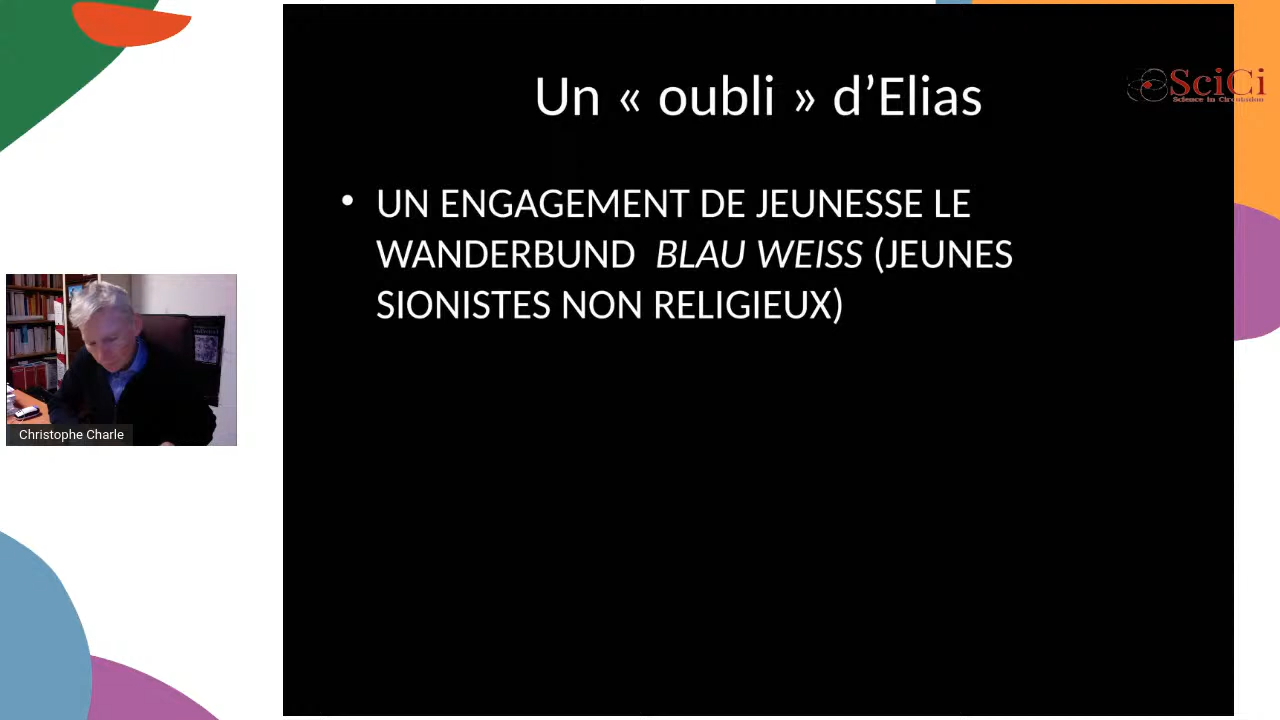 Un « oubli » d’Elias
SciCi
Science in Circulation
• UN ENGAGEMENT DE JEUNESSE LE
WANDERBUND BLAU WEISS (JEUNES
SIONISTES NON RELIGIEUX)
Christophe Charle